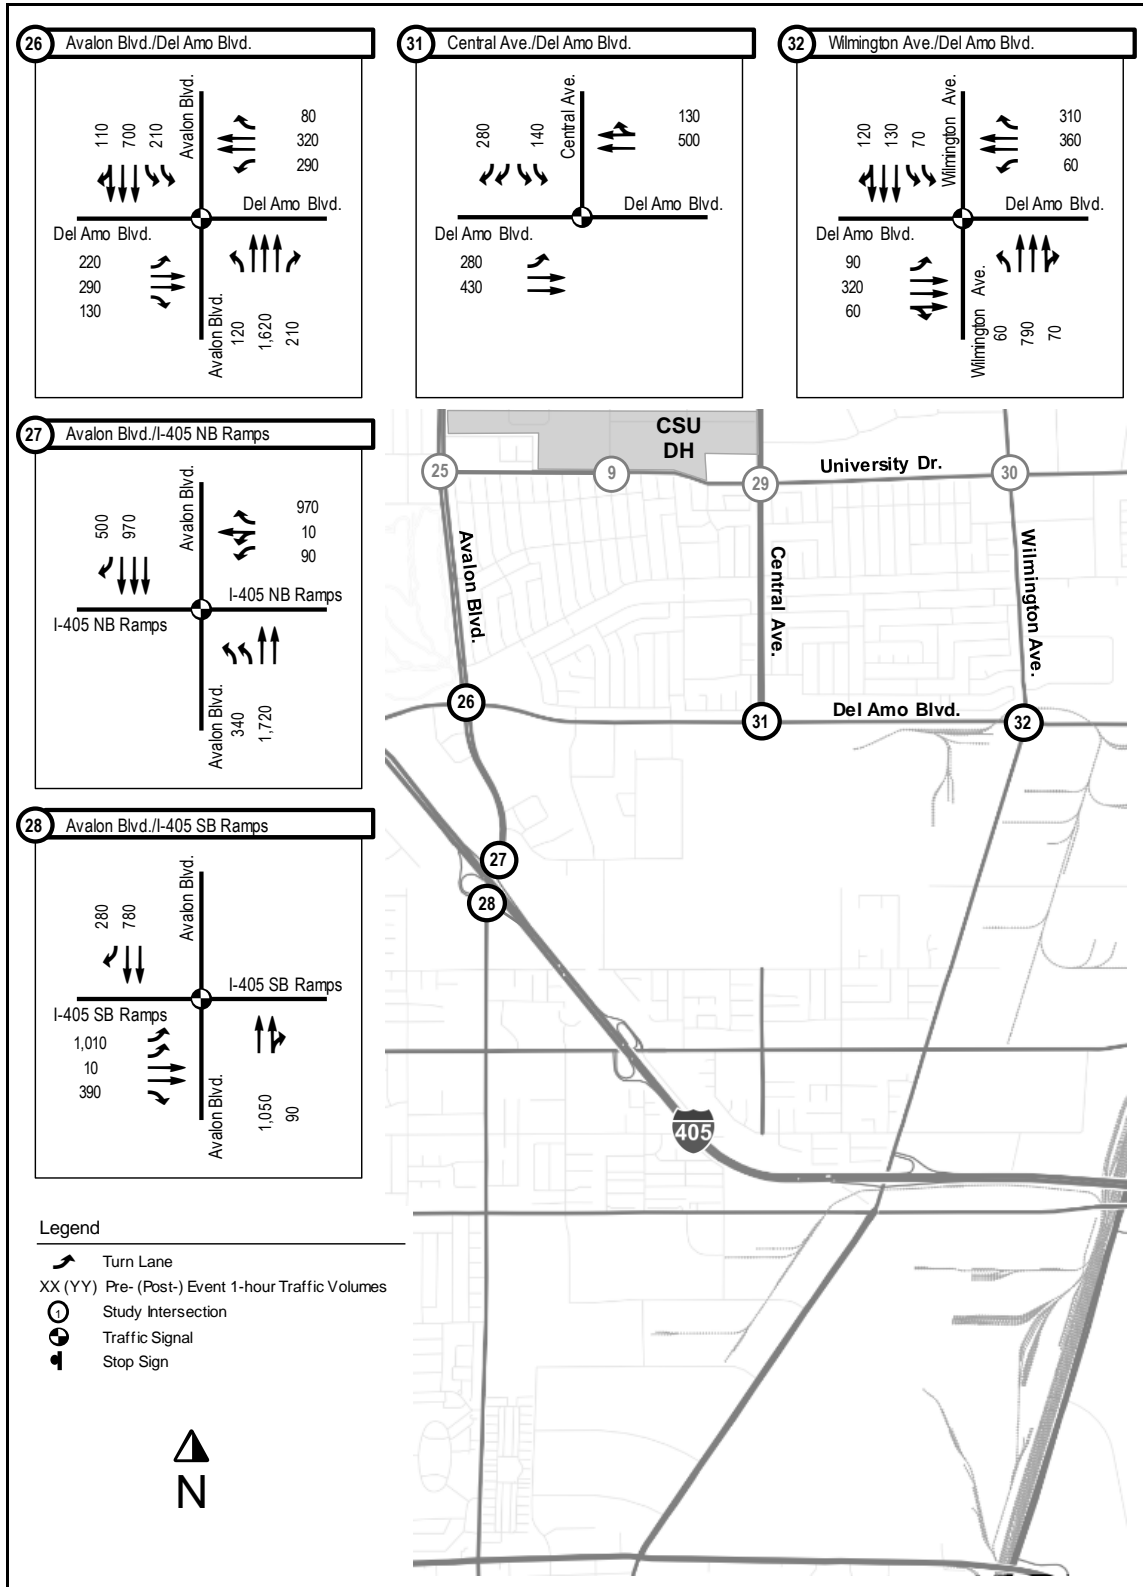 26 Avalon Blvd./Del Amo Blvd.
110 700 210
Avalon Blvd.
80
320
290
Del Amo Blvd.
Del Amo Blvd.
220
290
130
Avalon Blvd.
120 1,620 210
31 Central Ave./Del Amo Blvd.
280 140
Central Ave.
130
500
Del Amo Blvd.
Del Amo Blvd.
280
430
32 Wilmington Ave./Del Amo Blvd.
120 130 70
Wilmington Ave.
310
360
60
Del Amo Blvd.
Del Amo Blvd.
90
320
60
Wilmington Ave.
60 790 70
27 Avalon Blvd./I-405 NB Ramps
500 970
Avalon Blvd.
970
10
90
I-405 NB Ramps
I-405 NB Ramps
Avalon Blvd.
340 1,720
28 Avalon Blvd./I-405 SB Ramps
280 780
Avalon Blvd.
I-405 SB Ramps
I-405 SB Ramps
1,010
10
390
Avalon Blvd.
1,050 90
CSU
DH
25
9
29
University Dr.
30
Avalon Blvd.
Central Ave.
Wilmington Ave.
26
31
Del Amo Blvd.
32
27
28
405
Legend
Turn Lane
XX (YY) Pre- (Post-) Event 1-hour Traffic Volumes
1 Study Intersection
Traffic Signal
Stop Sign
N